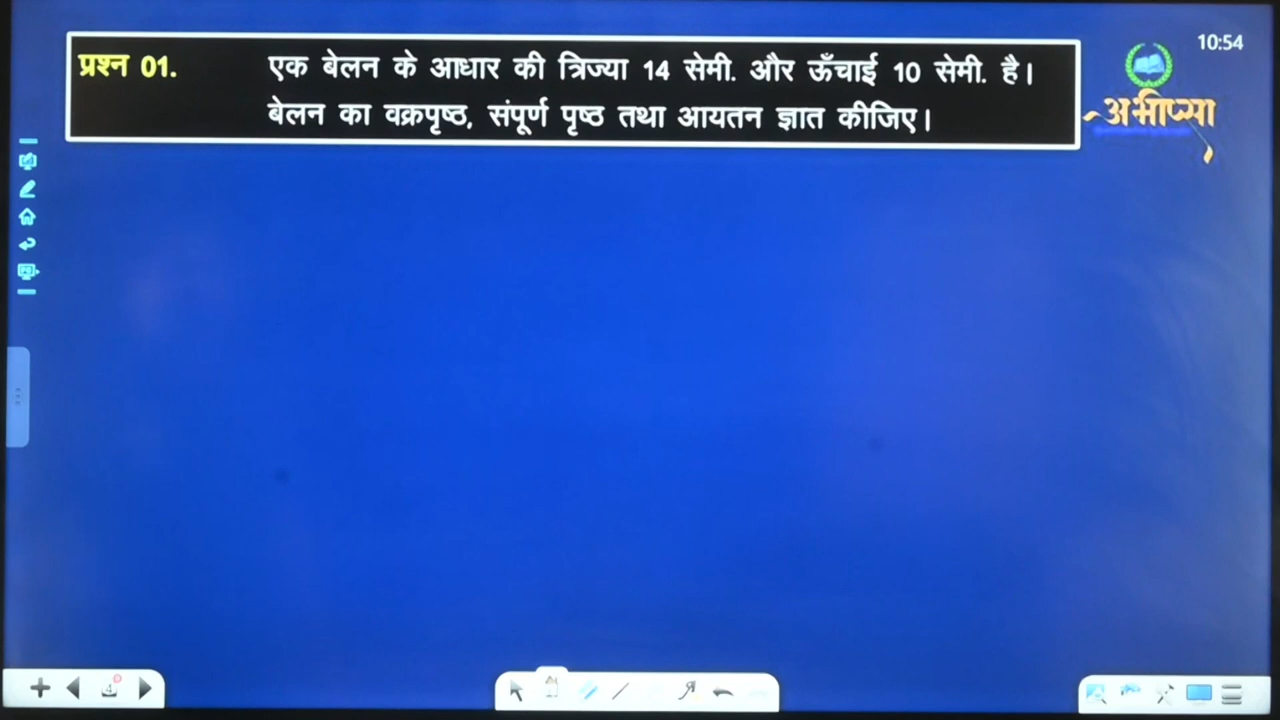 10:54
प्रश्न 01. एक बेलन के आधार की त्रिज्या 14 सेमी. और ऊँचाई 10 सेमी. है।
बेलन का वक्रपृष्ठ, संपूर्ण पृष्ठ तथा आयतन ज्ञात कीजिए।
अभीप्सा